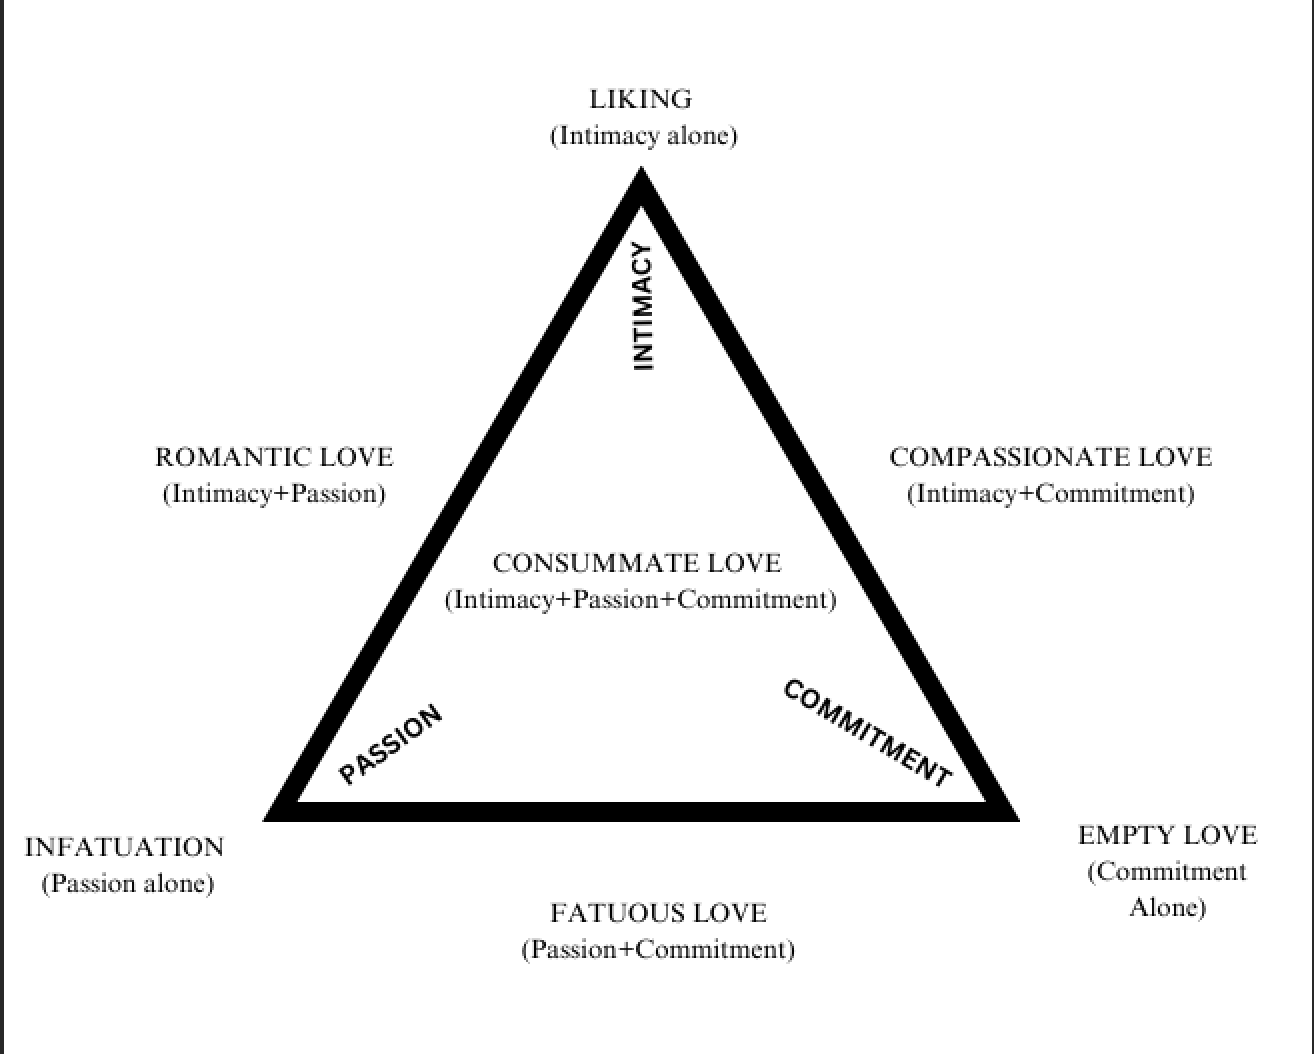 LIKING
(Intimacy alone)
INTIMACY
ROMANTIC LOVE
(Intimacy+Passion)
COMPASSIONATE LOVE
(Intimacy+Commitment)
CONSUMMATE LOVE
(Intimacy+Passion+Commitment)
PASSION
COMMITMENT
INFATUATION
(Passion alone)
EMPTY LOVE
(Commitment
Alone)
FATUOUS LOVE
(Passion+Commitment)